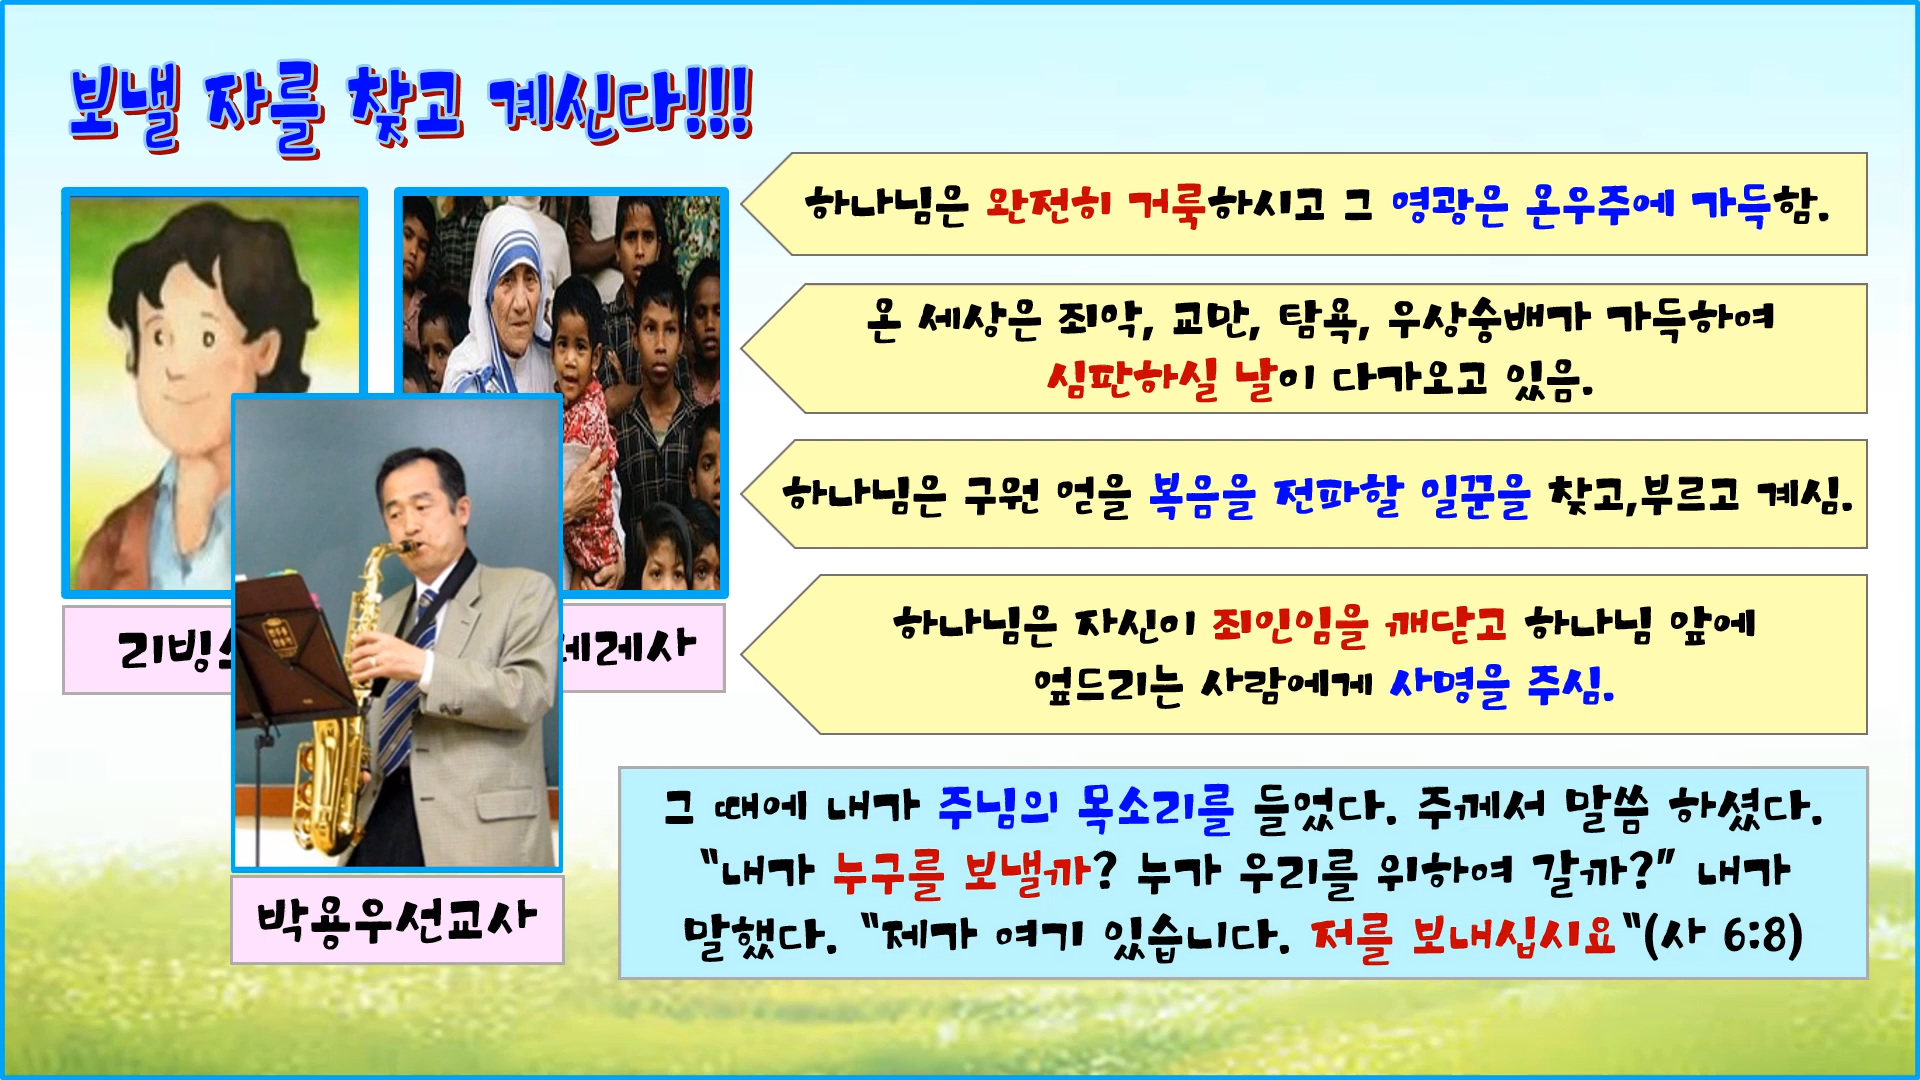 보낼 자를 찾고 계신다!!!
하나님은 완전히 거룩하시고 그 영광은 온우주에 가득함.
온 세상은 죄악, 교만, 탐욕, 우상숭배가 가득하여
심판하실 날이 다가오고 있음.
하나님은 구원 얻을 복음을 전파할 일꾼을 찾고,부르고 계심.
하나님은 자신이 죄인임을 깨닫고 하나님 앞에
엎드리는 사람에게 사명을 주심.
리빙스
테레사
박용우선교사
그 때에 내가 주님의 목소리를 들었다. 주께서 말씀 하셨다.
"내가 누구를 보낼까? 누가 우리를 위하여 갈까?" 내가
말했다. "제가 여기 있습니다. 저를 보내십시요"(사 6:8)